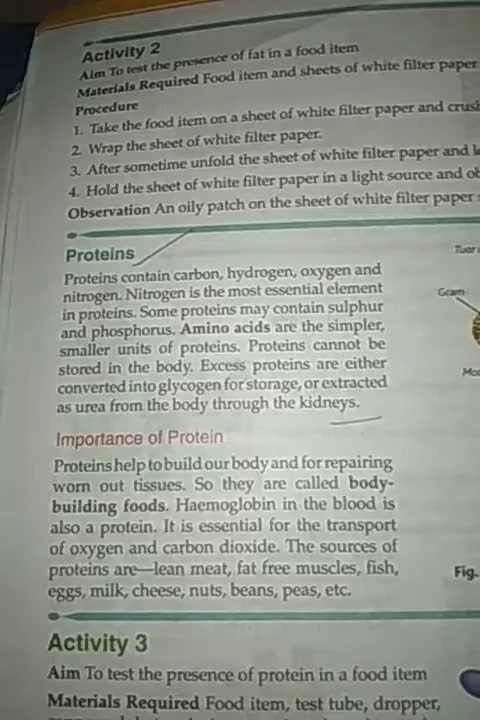 Activity 2
Aim To test the presence of fat in a food item
Materials Required Food item and sheets of white filter paper
Procedure
1. Take the food item on a sheet of white filter paper and crush
2. Wrap the sheet of white filter paper.
3. After sometime unfold the sheet of white filter paper and
4. Hold the sheet of white filter paper in a light source and
Observation An oily patch on the sheet of white filter paper
Proteins
Proteins contain carbon, hydrogen, oxygen and
nitrogen. Nitrogen is the most essential element
in proteins. Some proteins may contain sulphur
and phosphorus. Amino acids are the simpler,
smaller units of proteins. Proteins cannot be
stored in the body. Excess proteins are either
converted into glycogen for storage, or extracted
as urea from the body through the kidneys.
Gram
Importance of Protein
Proteins help to build our body and for repairing
worn out tissues. So they are called body-
building foods. Haemoglobin in the blood is
also a protein. It is essential for the transport
of oxygen and carbon dioxide. The sources of
proteins are—lean meat, fat free muscles, fish,
eggs, milk, cheese, nuts, beans, peas, etc.
Fig.
Activity 3
Aim To test the presence of protein in a food item
Materials Required Food item, test tube, dropper,